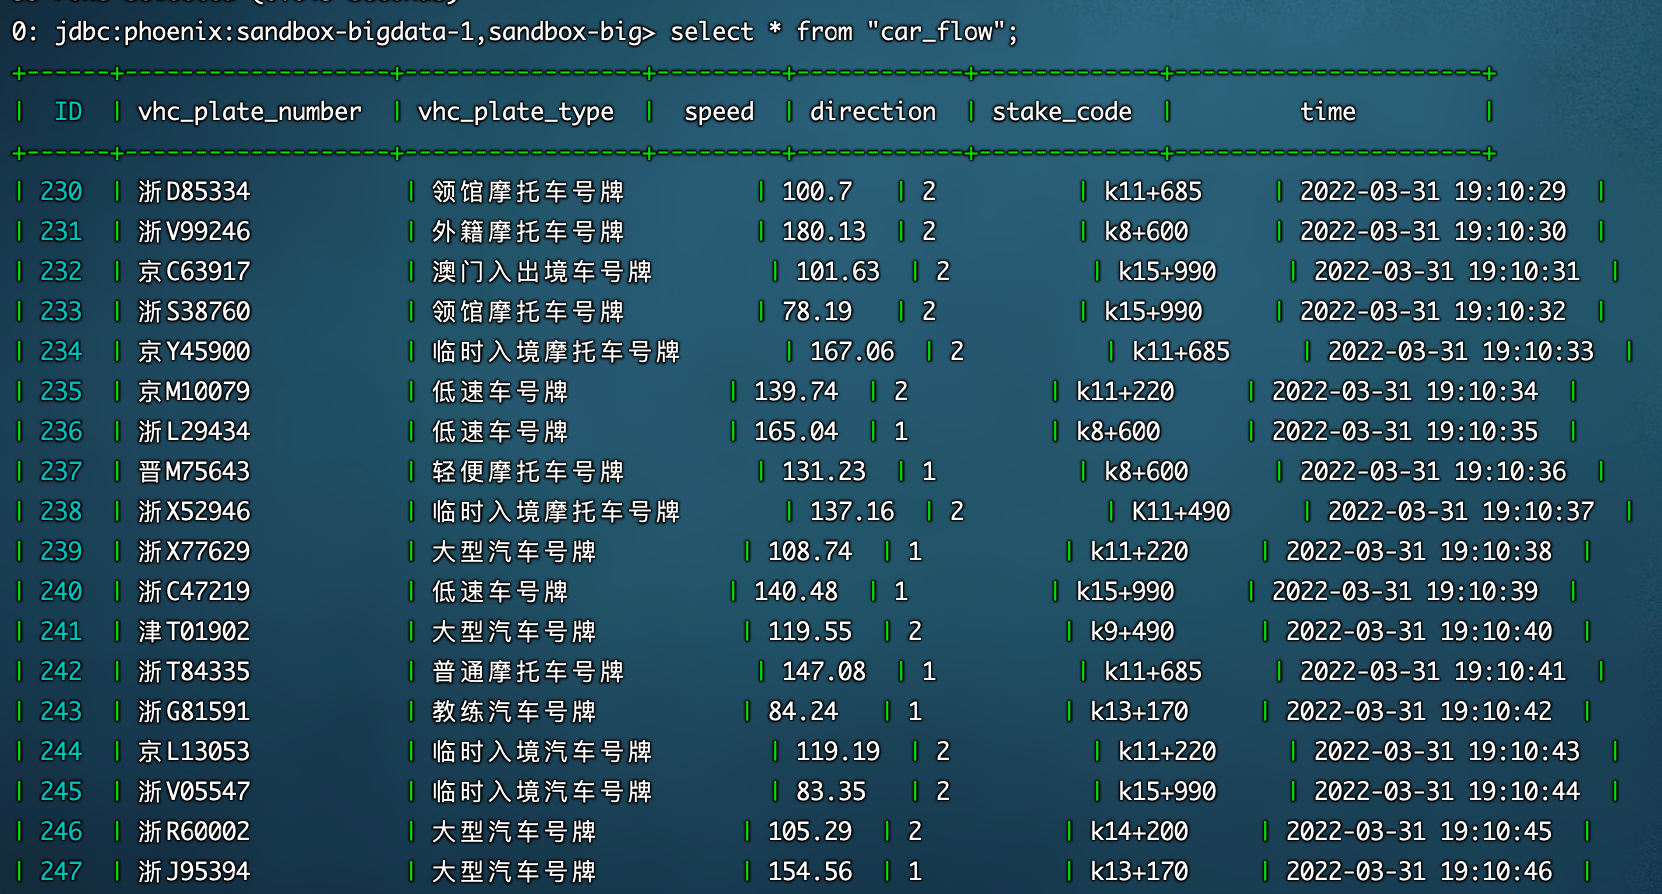 0: jdbc:phoenix:sandbox-bigdata-1,sandbox-big> select * from "car_flow";
+------+-------------------+-----------------+---------+------------+-------------+----------------------+
| ID | vhc_plate_number | vhc_plate_type | speed | direction | stake_code | time |
+------+-------------------+-----------------+---------+------------+-------------+----------------------+
| 230 | 浙D85334 | 领馆摩托车号牌 | 100.7 | 2 | k11+685 | 2022-03-31 19:10:29 |
| 231 | 浙V99246 | 外籍摩托车号牌 | 180.13 | 2 | k8+600 | 2022-03-31 19:10:30 |
| 232 | 京C63917 | 澳门入出境车号牌 | 101.63 | 2 | k15+990 | 2022-03-31 19:10:31 |
| 233 | 浙S38760 | 领馆摩托车号牌 | 78.19 | 2 | k15+990 | 2022-03-31 19:10:32 |
| 234 | 京Y45900 | 临时入境摩托车号牌 | 167.06 | 2 | k11+685 | 2022-03-31 19:10:33 |
| 235 | 京M10079 | 低速车号牌 | 139.74 | 2 | k11+220 | 2022-03-31 19:10:34 |
| 236 | 浙L29434 | 低速车号牌 | 165.04 | 1 | k8+600 | 2022-03-31 19:10:35 |
| 237 | 晋M75643 | 轻便摩托车号牌 | 131.23 | 1 | k8+600 | 2022-03-31 19:10:36 |
| 238 | 浙X52946 | 临时入境摩托车号牌 | 137.16 | 2 | K11+490 | 2022-03-31 19:10:37 |
| 239 | 浙X77629 | 大型汽车号牌 | 108.74 | 1 | k11+220 | 2022-03-31 19:10:38 |
| 240 | 浙C47219 | 低速车号牌 | 140.48 | 1 | k15+990 | 2022-03-31 19:10:39 |
| 241 | 津T01902 | 大型汽车号牌 | 119.55 | 2 | k9+490 | 2022-03-31 19:10:40 |
| 242 | 浙T84335 | 普通摩托车号牌 | 147.08 | 1 | k11+685 | 2022-03-31 19:10:41 |
| 243 | 浙G81591 | 教练汽车号牌 | 84.24 | 1 | k13+170 | 2022-03-31 19:10:42 |
| 244 | 京L13053 | 临时入境汽车号牌 | 119.19 | 2 | k11+220 | 2022-03-31 19:10:43 |
| 245 | 浙V05547 | 临时入境汽车号牌 | 83.35 | 2 | k15+990 | 2022-03-31 19:10:44 |
| 246 | 浙R60002 | 大型汽车号牌 | 105.29 | 2 | k14+200 | 2022-03-31 19:10:45 |
| 247 | 浙J95394 | 大型汽车号牌 | 154.56 | 1 | k13+170 | 2022-03-31 19:10:46 |